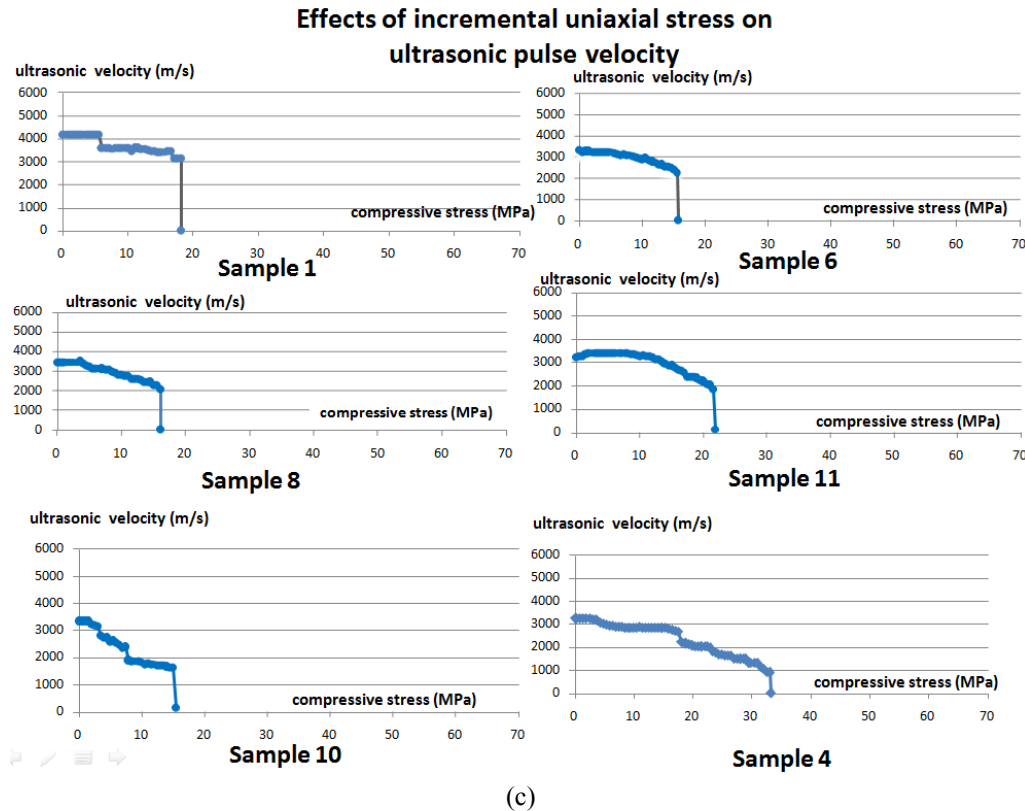 Effects of incremental uniaxial stress on
ultrasonic pulse velocity
ultrasonic velocity (m/s)
6000
5000
4000
3000
2000
1000
0
compressive stress (MPa)
0 10 20 30 40 50 60 70
Sample 1
ultrasonic velocity (m/s)
6000
5000
4000
3000
2000
1000
0
compressive stress (MPa)
0 10 20 30 40 50 60 70
Sample 6
ultrasonic velocity (m/s)
6000
5000
4000
3000
2000
1000
0
compressive stress (MPa)
0 10 20 30 40 50 60 70
Sample 8
ultrasonic velocity (m/s)
6000
5000
4000
3000
2000
1000
0
compressive stress (MPa)
0 10 20 30 40 50 60 70
Sample 11
ultrasonic velocity (m/s)
6000
5000
4000
3000
2000
1000
0
compressive stress (MPa)
0 10 20 30 40 50 60 70
Sample 10
ultrasonic velocity (m/s)
6000
5000
4000
3000
2000
1000
0
compressive stress (MPa)
0 10 20 30 40 50 60 70
Sample 4
(c)